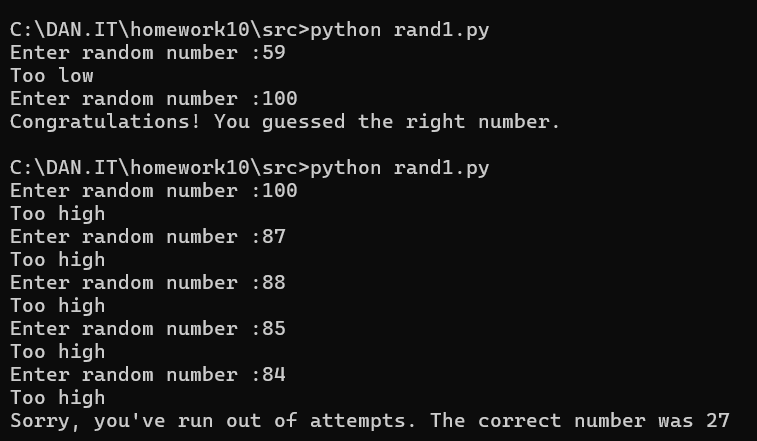 C:\DAN.IT\homework10\src>python rand1.py
Enter random number :59
Too low
Enter random number :100
Congratulations! You guessed the right number.
C:\DAN.IT\homework10\src>python rand1.py
Enter random number :100
Too high
Enter random number :87
Too high
Enter random number :88
Too high
Enter random number :85
Too high
Enter random number :84
Too high
Sorry, you've run out of attempts. The correct number was 27